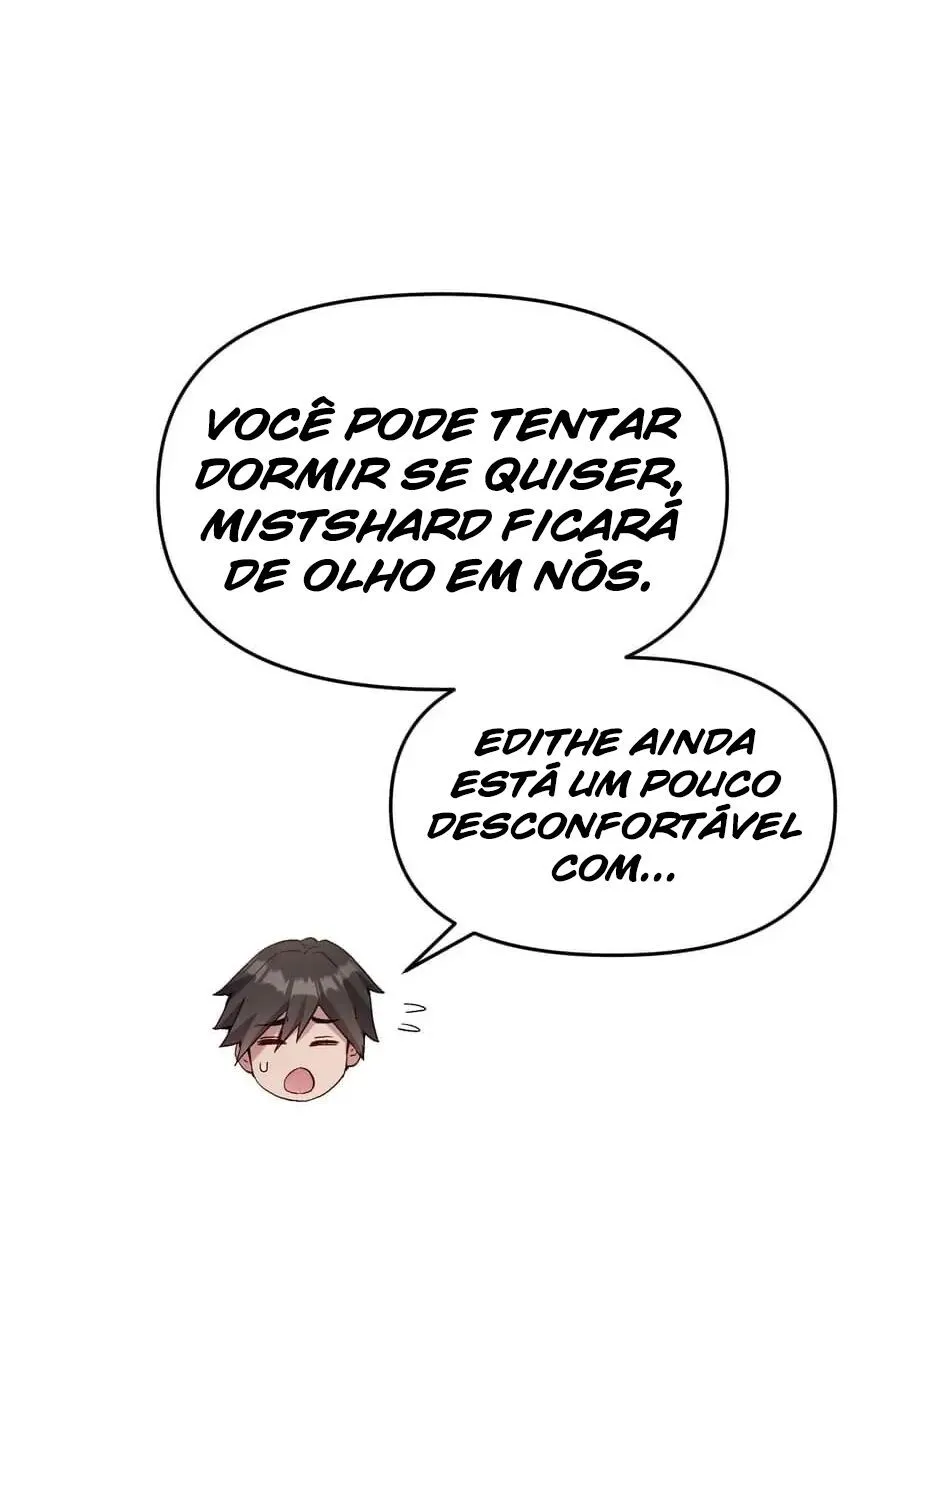 VOCÊ PODE TENTAR
DORMIR SE QUISER,
MISTSHARD FICARÁ
DE OLHO EM NÓS.
EDITHE AINDA
ESTÁ UM POUCO
DESCONFORTÁVEL
COM...